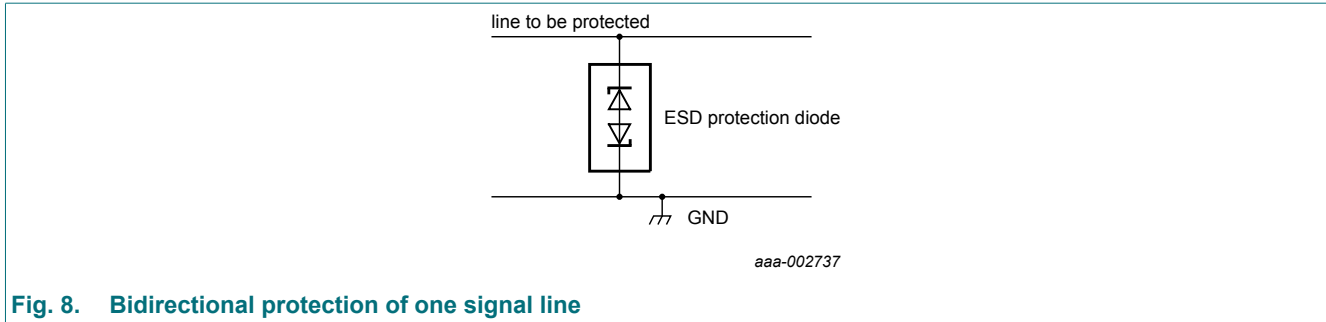 line to be protected
ESD protection diode
GND
aaa-002737
Fig. 8. Bidirectional protection of one signal line